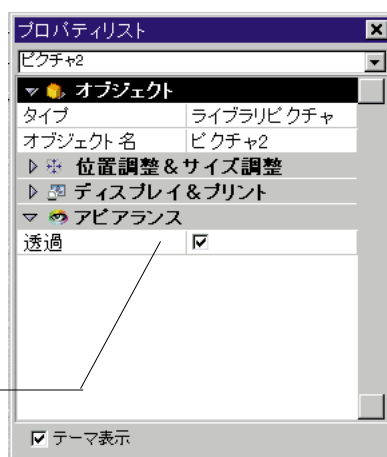 プロパティリスト
ピクチャ2
オブジェクト
タイプ ライブラリピクチャ
オブジェクト名 ピクチャ2
位置調整&サイズ調整
ディスプレイ&プリント
アピアランス
透過
テーマ表示